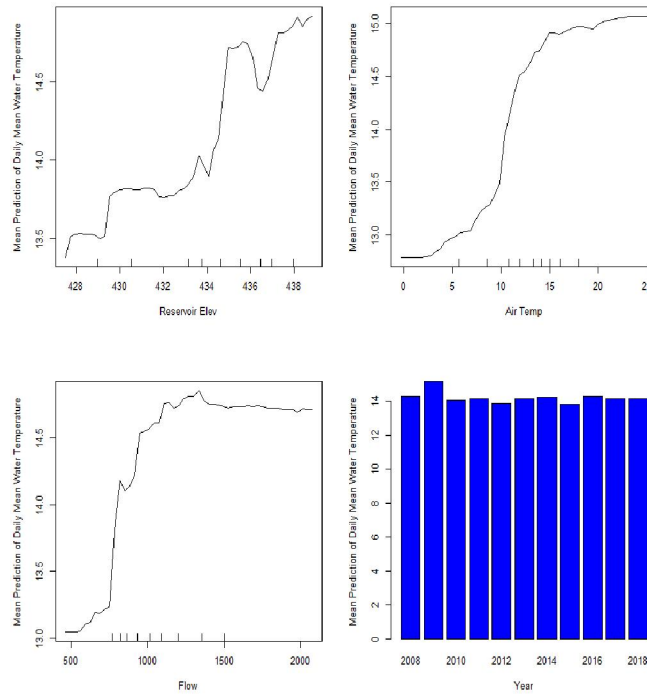 Mean Prediction of Daily Mean Water Temperature
14.5
14.0
13.5
428 430 432 434 436 438
Reservoir Elev
Mean Prediction of Daily Mean Water Temperature
15.0
14.5
14.0
13.5
13.0
0 5 10 15 20 25
Air Temp
Mean Prediction of Daily Mean Water Temperature
14.5
14.0
13.5
13.0
500 1000 1500 2000
Flow
Mean Prediction of Daily Mean Water Temperature
14
12
10
8
6
4
2
0
2008 2010 2012 2014 2016 2018
Year